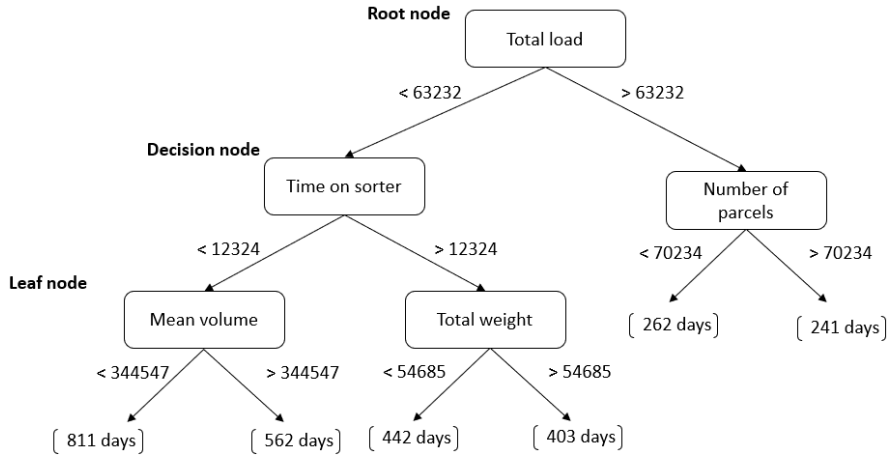 Root node
Total load
< 63232
> 63232
Decision node
Time on sorter
Number of
parcels
< 12324
> 12324
< 70234
> 70234
Leaf node
Mean volume
Total weight
262 days
241 days
< 344547
> 344547
< 54685
> 54685
811 days
562 days
442 days
403 days